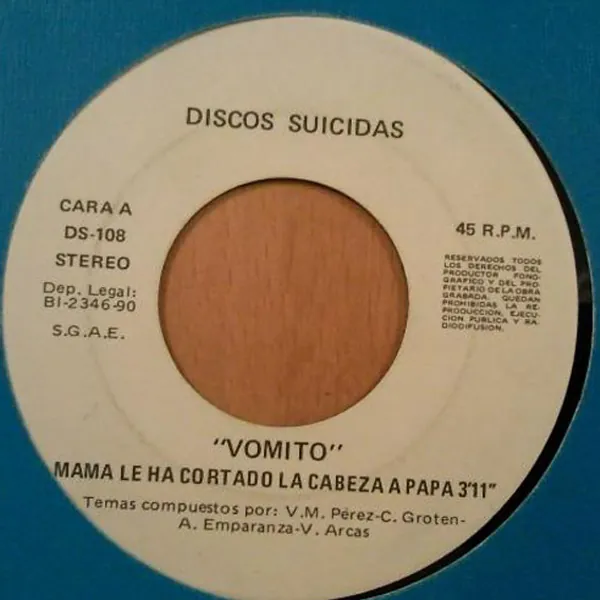 DISCOS SUICIDAS
CARA A
DS-108
STEREO
Dep. Legal:
BI-2346-90
S.G.A.E.
45 R.P.M.
RESERVADOS TODOS
LOS DERECHOS DEL
PRODUCTOR FONO-
GRAFICO Y DEL PRO-
PIETARIO DE LA OBRA
GRABADA. QUEDAN
PROHIBIDAS LA RE-
PRODUCCION, EJECU-
CION PUBLICA Y RA-
DIODIFUSION.
"VOMITO"
MAMA LE HA CORTADO LA CABEZA A PAPA 3'11"
Temas compuestos por: V.M. Pérez-C. Groten-
A. Emparanza-V. Arcas